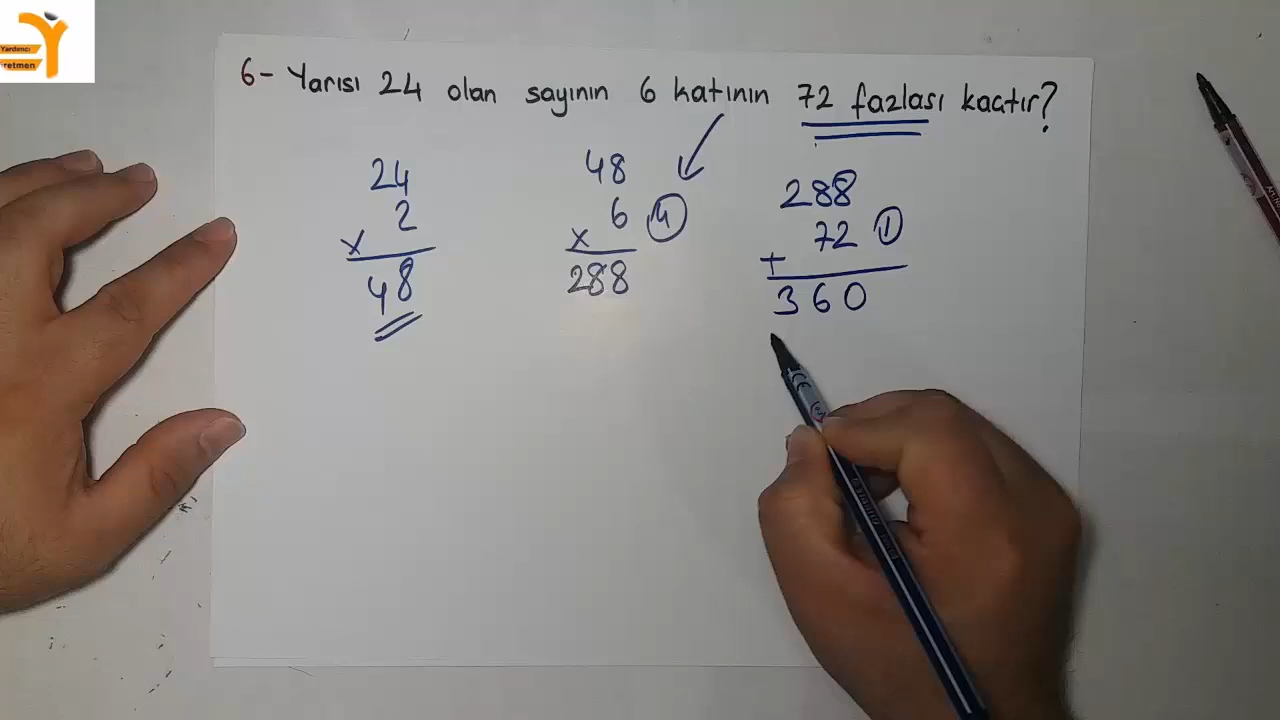 Yardımcı
retmen
6- Yarısı 24 olan sayının 6 katının 72 fazlası kaçtır?
24
2
x
48
48
6 4
x
288
288
72 1
+
360